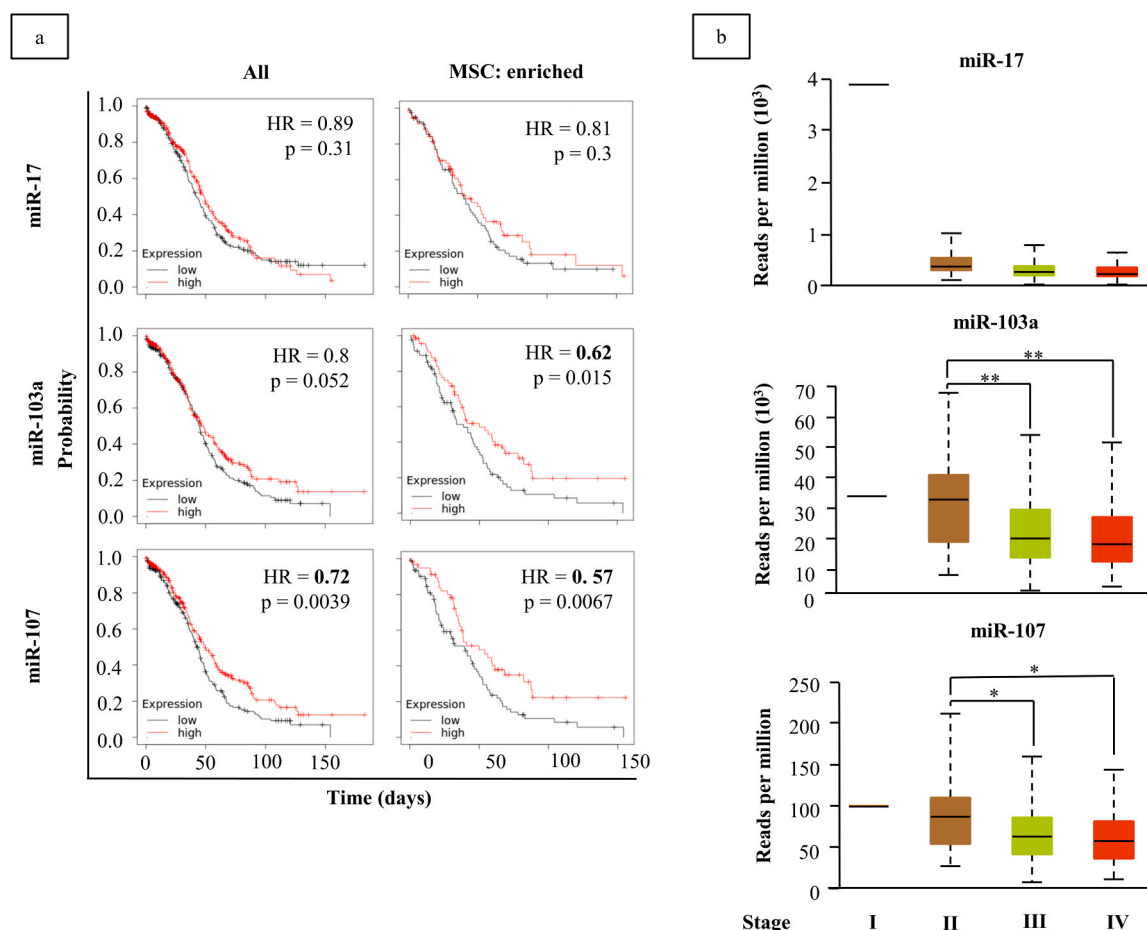 a
All
MSC: enriched
miR-17
1.0
0.8
0.6
0.4
0.2
0.0
HR = 0.89
p = 0.31
Expression
low
high
HR = 0.81
p = 0.3
Expression
low
high
miR-103a
Probability
1.0
0.8
0.6
0.4
0.2
0.0
HR = 0.8
p = 0.052
Expression
low
high
HR = 0.62
p = 0.015
Expression
low
high
miR-107
1.0
0.8
0.6
0.4
0.2
0.0
HR = 0.72
p = 0.0039
Expression
low
high
HR = 0. 57
p = 0.0067
Expression
low
high
0 50 100 150
0 50 100 150
Time (days)
b
miR-17
Reads per million (10³)
4
3
2
1
0
miR-103a
Reads per million (10³)
70
60
50
40
30
20
10
0
**
**
miR-107
Reads per million
250
200
150
100
50
0
*
*
Stage I II III IV